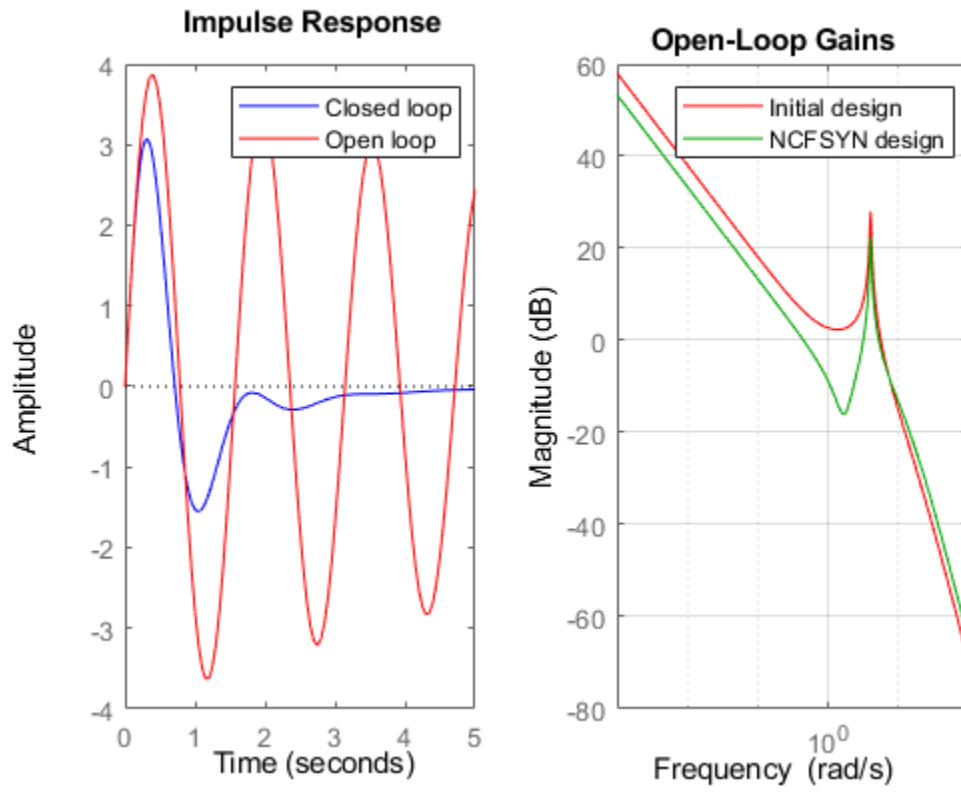 Impulse Response
Amplitude
4
3
2
1
0
-1
-2
-3
-4
Closed loop
Open loop
0
1
2
3
4
5
Time (seconds)
Open-Loop Gains
Magnitude (dB)
60
40
20
0
-20
-40
-60
-80
Initial design
NCFSYN design
10^0
Frequency (rad/s)